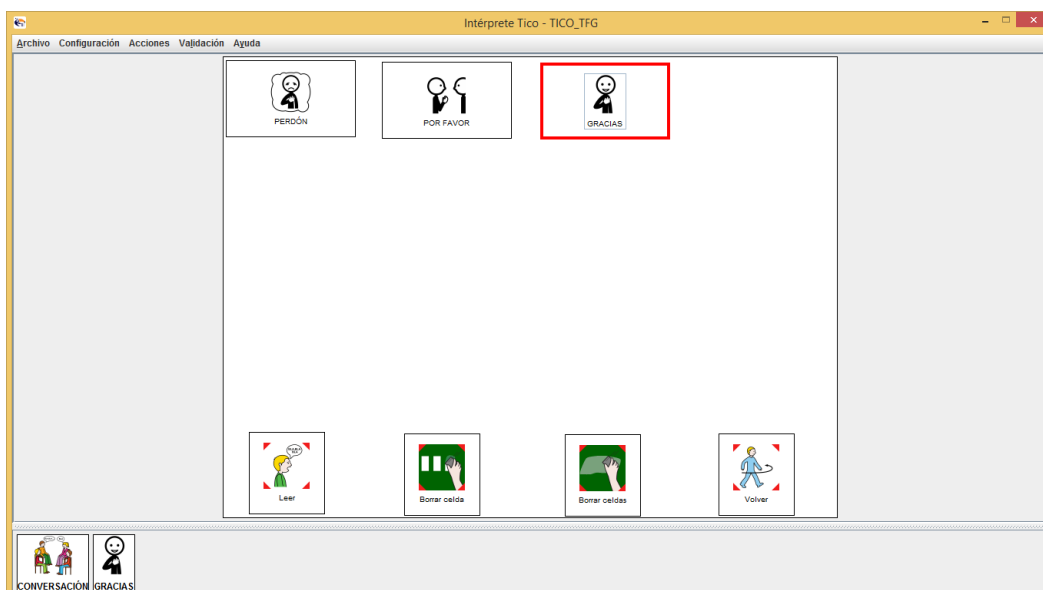 Intérprete Tico - TICO_TFG
Archivo Configuración Acciones Validación Ayuda
PERDÓN
POR FAVOR
GRACIAS
Leer
Borrar celda
Borrar celdas
Volver
CONVERSACIÓN
GRACIAS